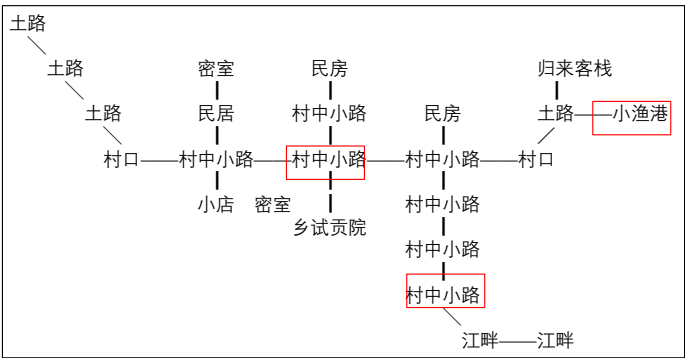 土路
土路 密室 民房 归来客栈
土路 民居 村中小路 民房 土路 小渔港
村口 村中小路 村中小路 村中小路 村口
小店 密室 村中小路
乡试贡院
村中小路
村中小路
江畔 江畔